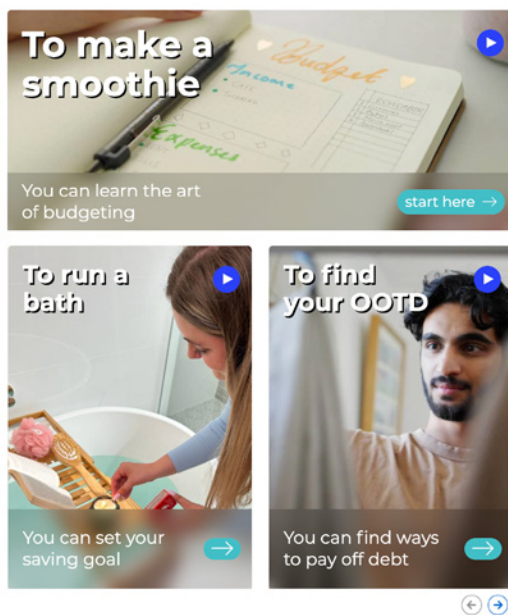 To make a
smoothie
Budget
Income
Expenses
You can learn the art
of budgeting
start here
To run a
bath
You can set your
saving goal
To find
your OOTD
You can find ways
to pay off debt